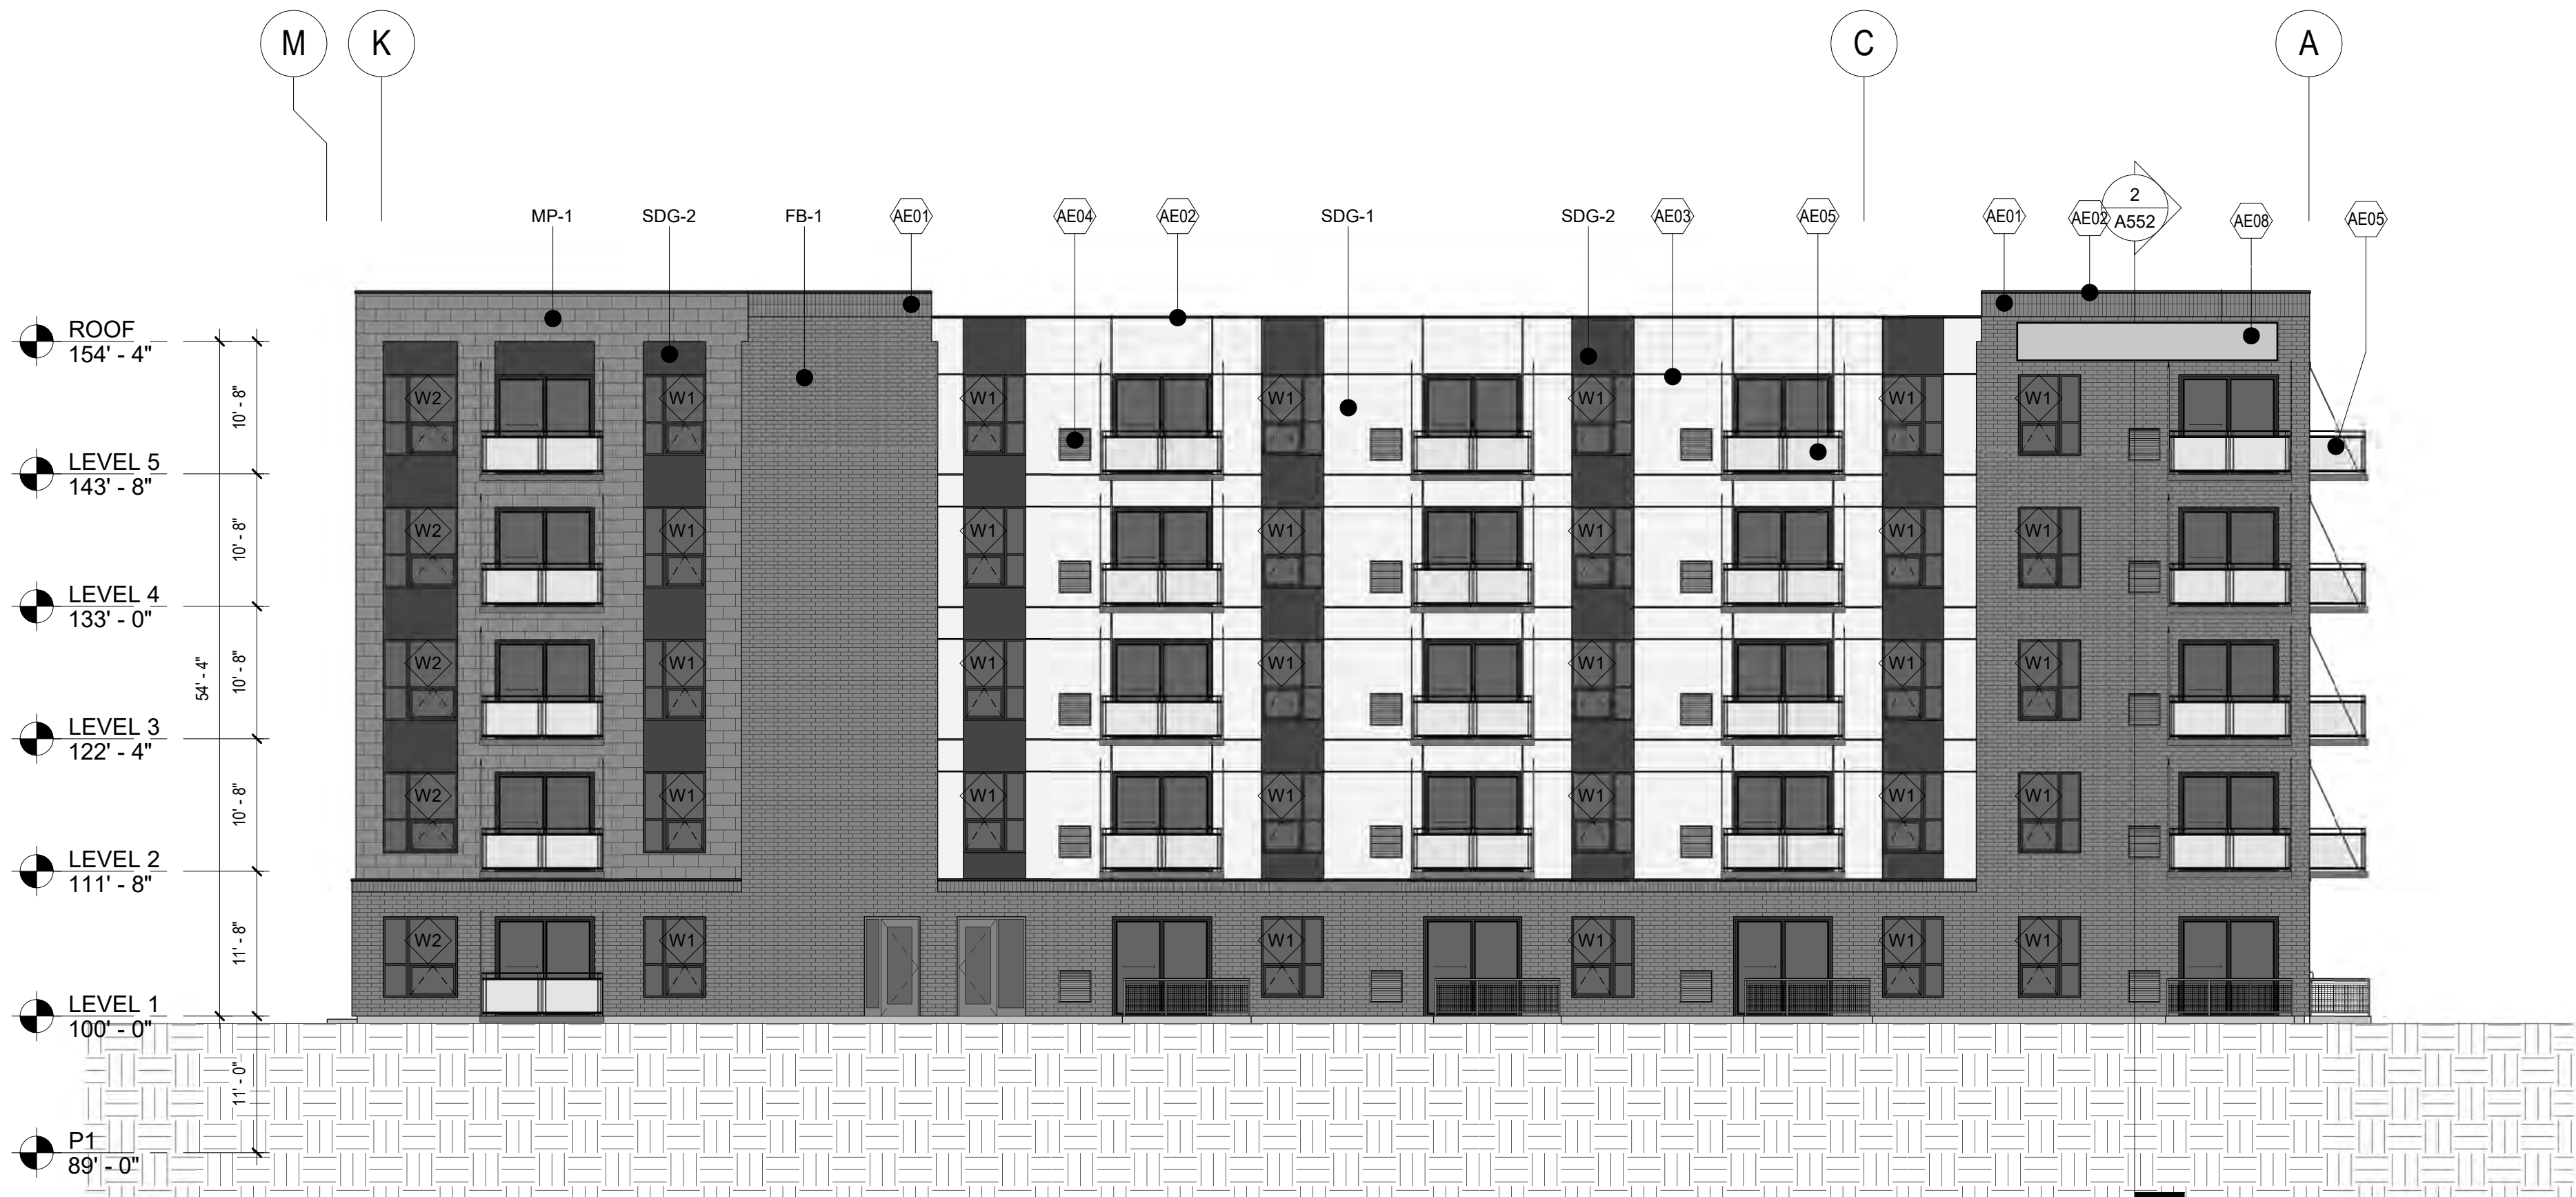 M K C A
MP-1 SDG-2 FB-1 AE01 AE04 AE02 SDG-1 SDG-2 AE03 AE05 AE01 AE02 2 AE08 AE05
A552
ROOF
154' - 4"
10' - 8"
W2 W1 W1 W1 W1 W1 W1
LEVEL 5
143' - 8"
10' - 8"
W2 W1 W1 W1 W1 W1 W1
LEVEL 4
133' - 0"
54' - 4"
10' - 8"
W2 W1 W1 W1 W1 W1 W1
LEVEL 3
122' - 4"
10' - 8"
W2 W1 W1 W1 W1 W1 W1
LEVEL 2
111' - 8"
11' - 8"
W2 W1 W1 W1 W1 W1
LEVEL 1
100' - 0"
11' - 0"
P1
89' - 0"